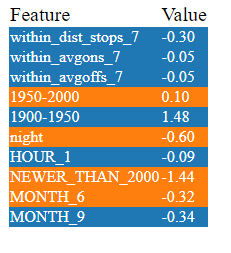 Feature Value
within_dist_stops_7 -0.30
within_avgons_7 -0.05
within_avgoffs_7 -0.05
1950-2000 0.10
1900-1950 1.48
night -0.60
HOUR_1 -0.09
NEWER_THAN_2000 -1.44
MONTH_6 -0.32
MONTH_9 -0.34